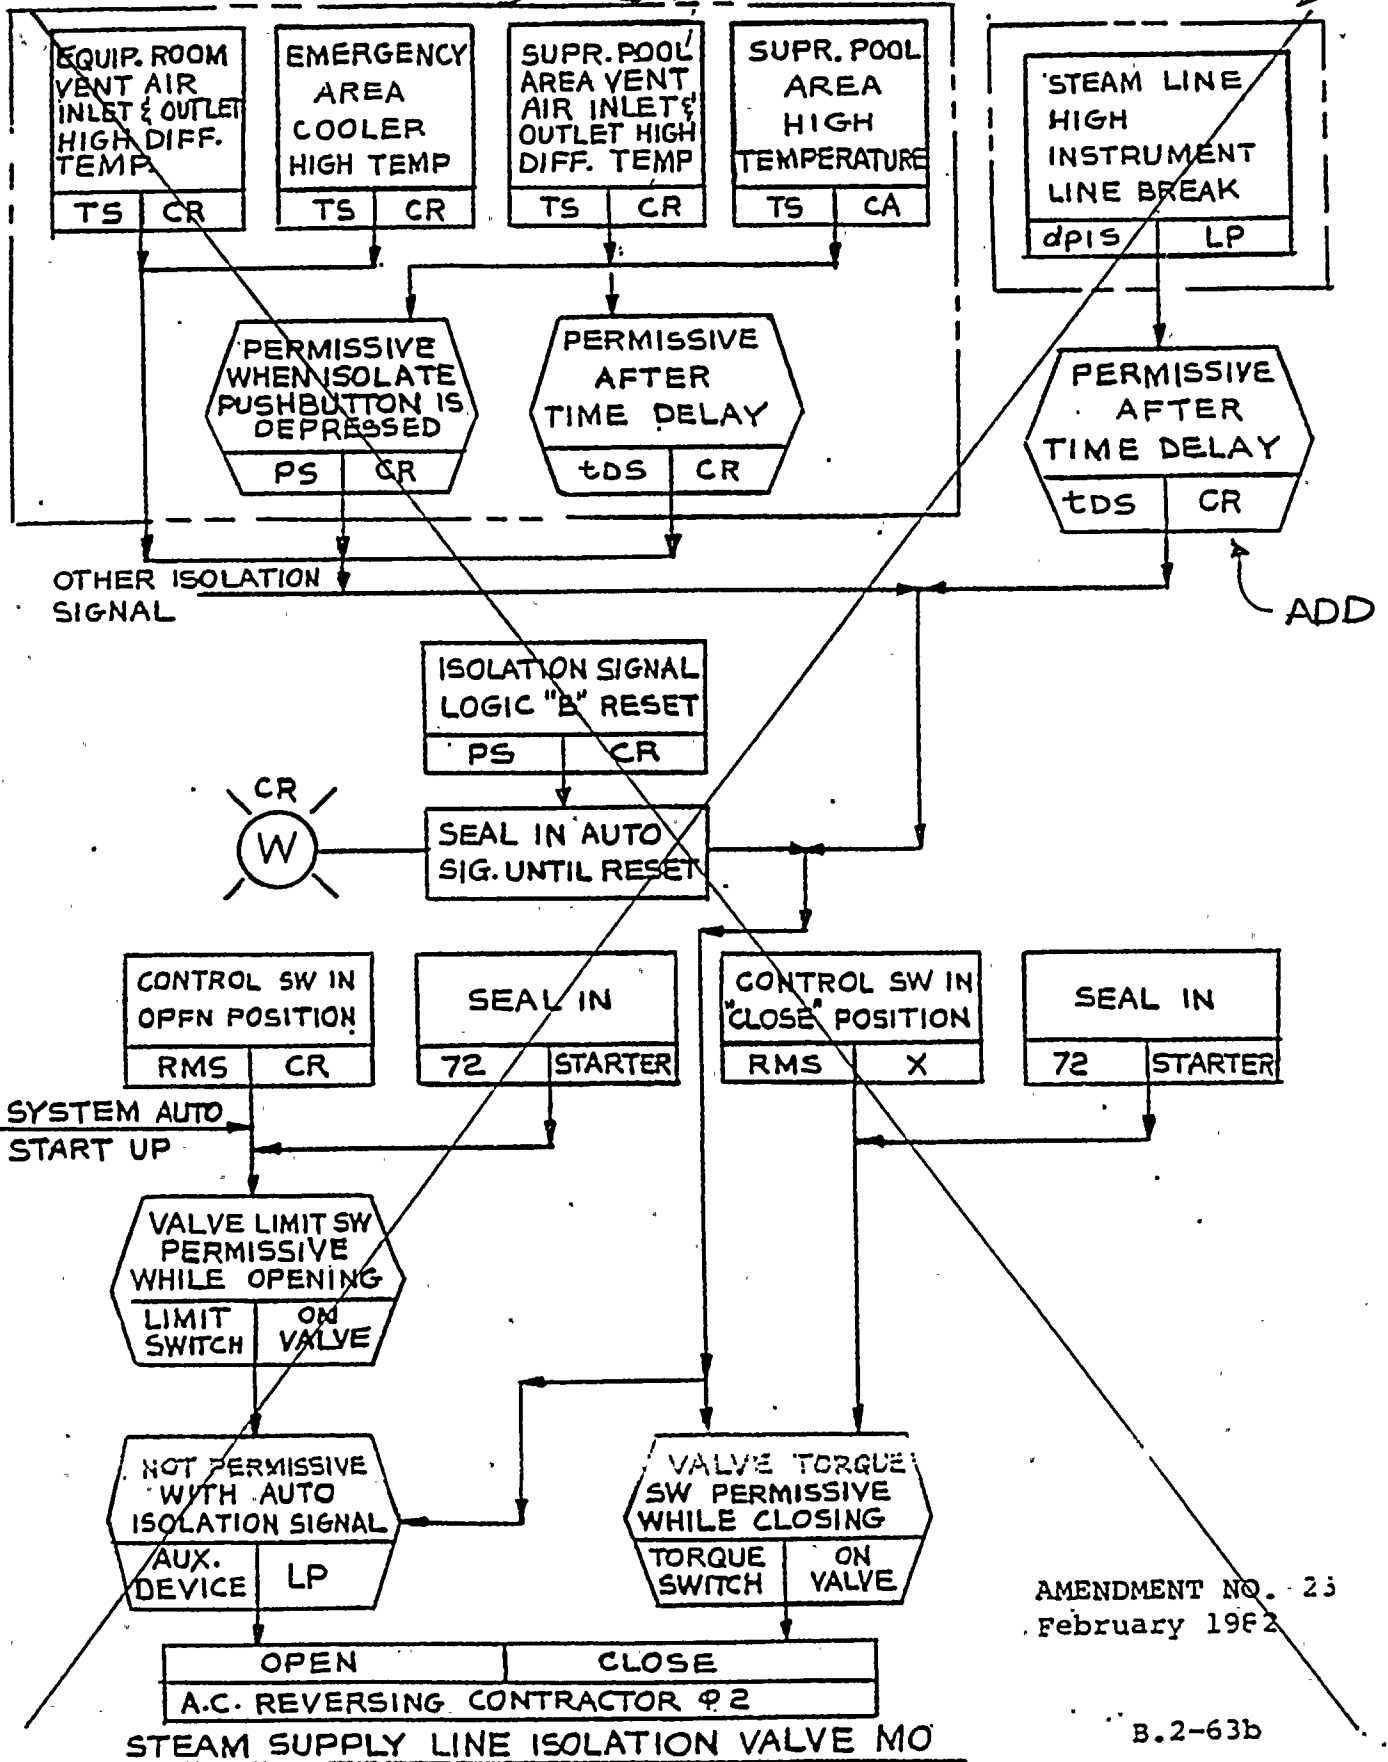 EQUIP. ROOM
VENT AIR
INLET & OUTLET
HIGH DIFF.
TEMP.
TS CR
EMERGENCY
AREA
COOLER
HIGH TEMP
TS CR
SUPR. POOL
AREA VENT
AIR INLET &
OUTLET HIGH
DIFF. TEMP
TS CR
SUPR. POOL
AREA
HIGH
TEMPERATURE
TS CA
STEAM LINE
HIGH
INSTRUMENT
LINE BREAK
dPIS LP
PERMISSIVE
WHEN ISOLATE
PUSHBUTTON IS
DEPRESSED
PS CR
PERMISSIVE
AFTER
TIME DELAY
tDS CR
PERMISSIVE
AFTER
TIME DELAY
tDS CR
OTHER ISOLATION
SIGNAL
ADD
ISOLATION SIGNAL
LOGIC "B" RESET
PS CR
CR
W
SEAL IN AUTO
SIG. UNTIL RESET
CONTROL SW IN
OPFN POSITION
RMS CR
SEAL IN
72 STARTER
CONTROL SW IN
"CLOSE" POSITION
RMS X
SEAL IN
72 STARTER
SYSTEM AUTO
START UP
VALVE LIMIT SW
PERMISSIVE
WHILE OPENING
LIMIT SWITCH
ON VALVE
NOT PERMISSIVE
WITH AUTO
ISOLATION SIGNAL
AUX. DEVICE
LP
VALVE TORQUE
SW PERMISSIVE
WHILE CLOSING
TORQUE SWITCH
ON VALVE
OPEN CLOSE
A.C. REVERSING CONTRACTOR φ2
STEAM SUPPLY LINE ISOLATION VALVE MO
AMENDMENT NO. 23
February 1982
B.2-63b